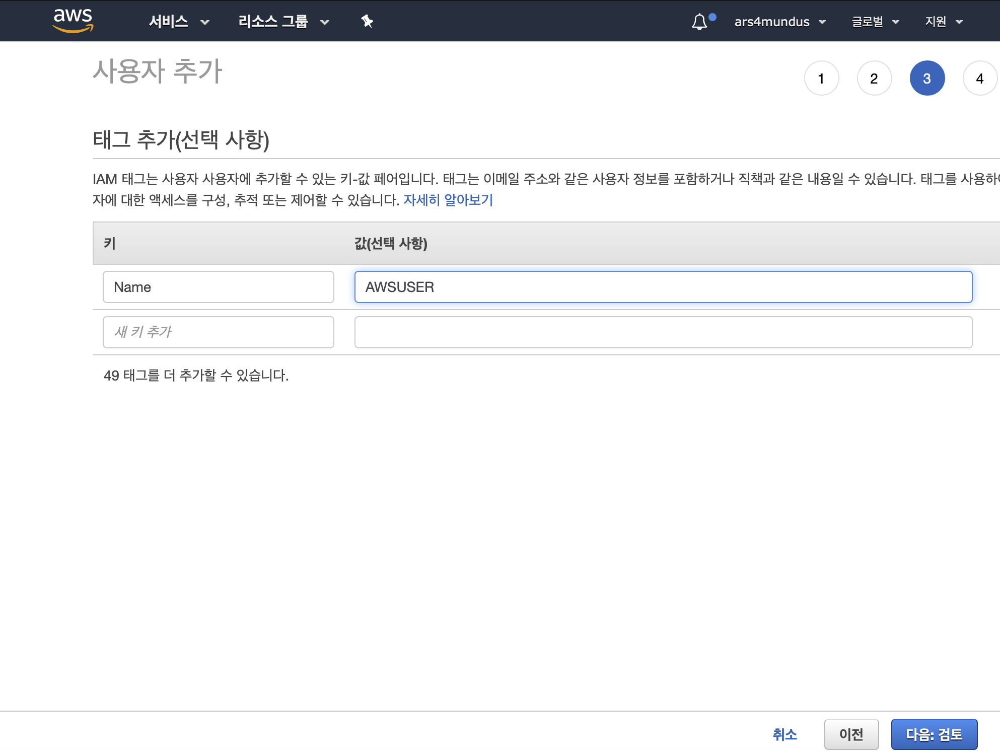 aws 서비스 리소스 그룹 ars4mundus 글로벌 지원
사용자 추가 1 2 3 4
태그 추가(선택 사항)
IAM 태그는 사용자 사용자에 추가할 수 있는 키-값 페어입니다. 태그는 이메일 주소와 같은 사용자 정보를 포함하거나 직책과 같은 내용일 수 있습니다. 태그를 사용하
자에 대한 액세스를 구성, 추적 또는 제어할 수 있습니다. 자세히 알아보기
키 값(선택 사항)
Name AWSUSER
새 키 추가
49 태그를 더 추가할 수 있습니다.
취소 이전 다음: 검토